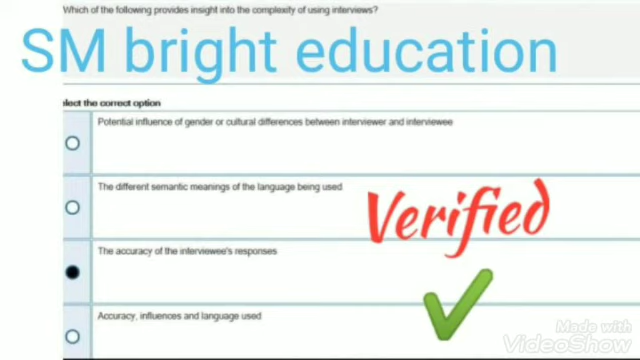 Which of the following provides insight into the complexity of using interviews?
SM bright education
elect the correct option
Potential influence of gender or cultural differences between interviewer and interviewee
The different semantic meanings of the language being used
Verified
The accuracy of the interviewee's responses
Accuracy, influences and language used
Made with
VideoShow